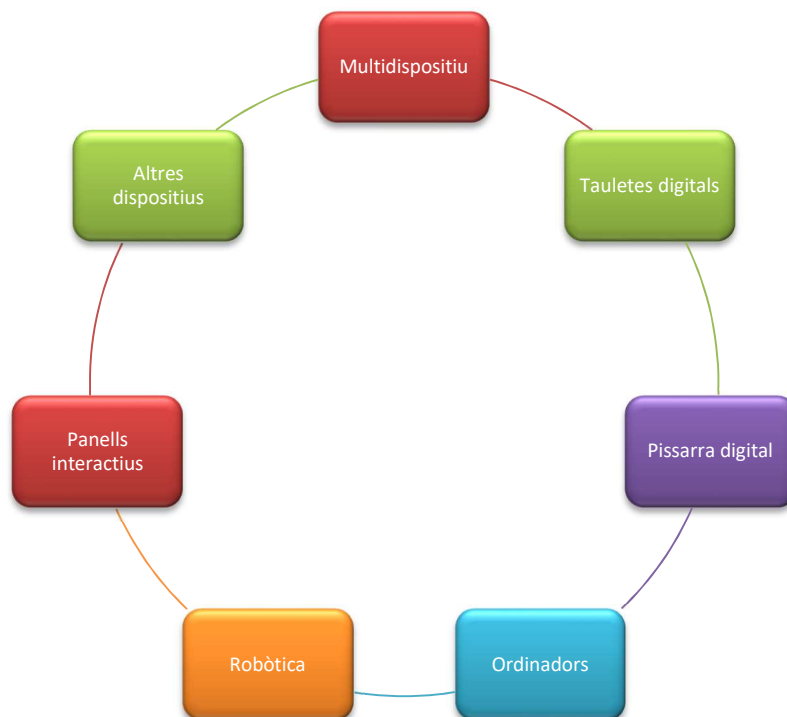 Multidispositiu
Tauletes digitals
Pissarra digital
Ordinadors
Robòtica
Panells
interactius
Altres
dispositius